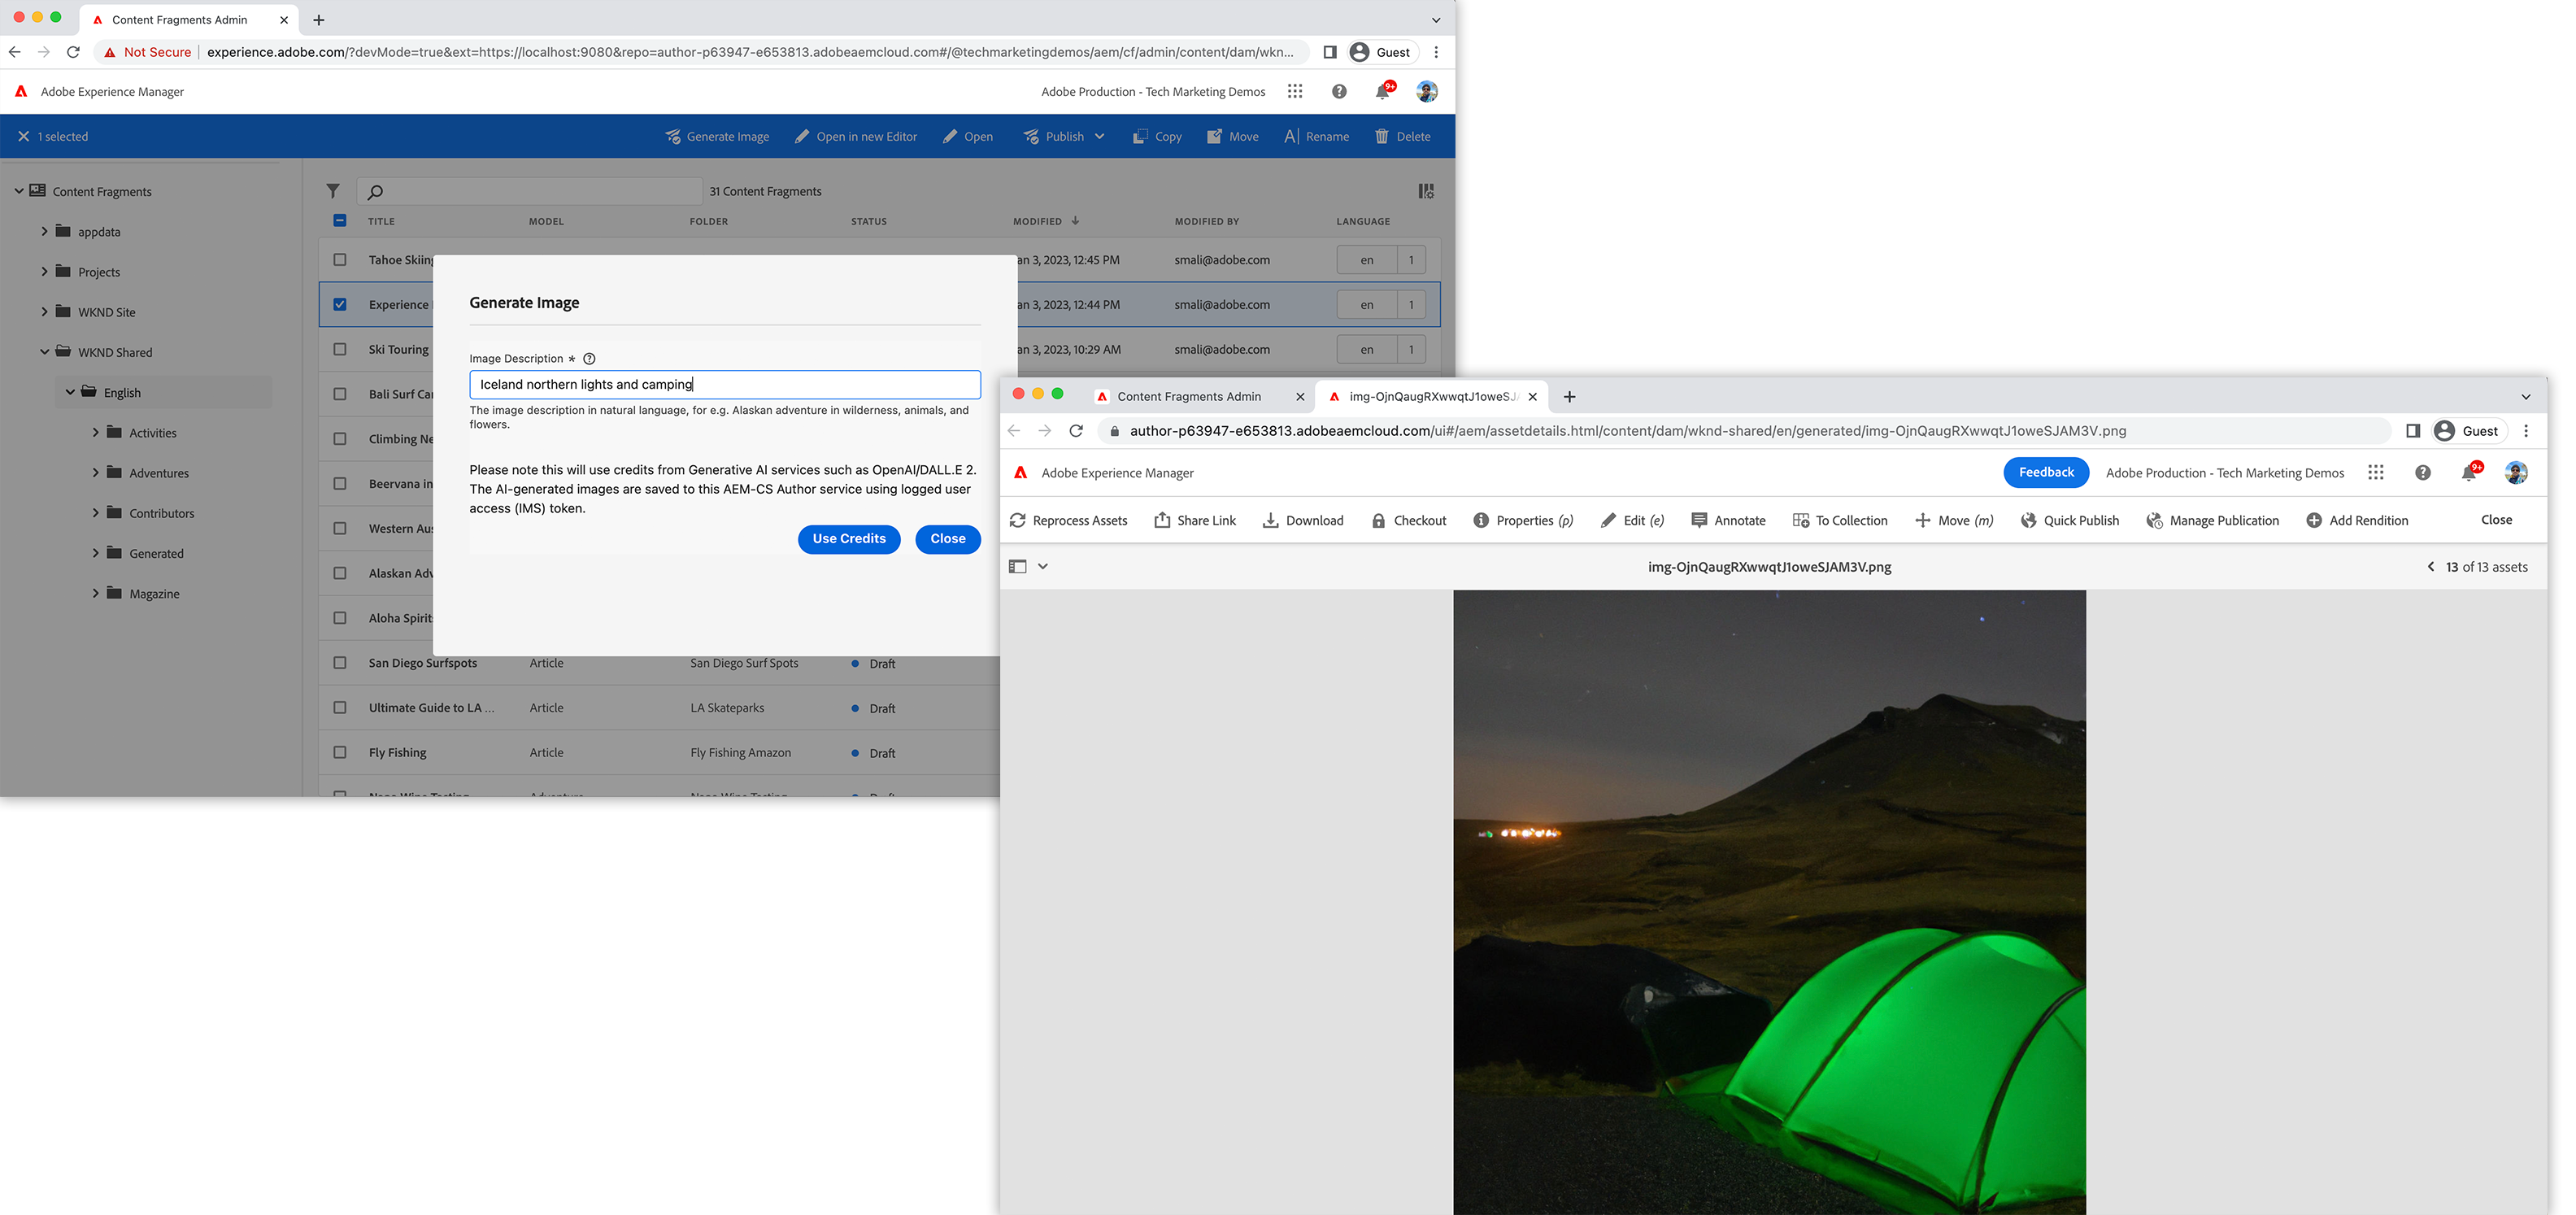 Content Fragments Admin
Not Secure
experience.adobe.com/?devMode=true&ext=https://localhost:9080&repo=author-p63947-e653813.adobeaemcloud.com#/@techmarketingdemos/aem/cf/admin/content/dam/wkn...
Guest
Adobe Experience Manager
Adobe Production - Tech Marketing Demos
9+
1 selected
Generate Image
Open in new Editor
Open
Publish
Copy
Move
Rename
Delete
Content Fragments
appdata
Projects
WKND Site
WKND Shared
English
Activities
Adventures
Contributors
Generated
Magazine
31 Content Fragments
TITLE MODEL FOLDER STATUS MODIFIED MODIFIED BY LANGUAGE
Tahoe Skiing an 3, 2023, 12:45 PM smali@adobe.com en 1
Experience an 3, 2023, 12:44 PM smali@adobe.com en 1
Ski Touring an 3, 2023, 10:29 AM smali@adobe.com en 1
Bali Surf Ca
Climbing Ne
Beervana in
Western Aus
Alaskan Adv
Aloha Spirit
San Diego Surfspots Article San Diego Surf Spots Draft
Ultimate Guide to LA ... Article LA Skateparks Draft
Fly Fishing Article Fly Fishing Amazon Draft
Generate Image
Image Description *
Iceland northern lights and camping
The image description in natural language, for e.g. Alaskan adventure in wilderness, animals, and
flowers.
Please note this will use credits from Generative AI services such as OpenAI/DALL.E 2.
The AI-generated images are saved to this AEM-CS Author service using logged user
access (IMS) token.
Use Credits
Close
Content Fragments Admin
img-OjnQaugRXwwqtJ1oweSJ
author-p63947-e653813.adobeaemcloud.com/ui#/aem/assetdetails.html/content/dam/wknd-shared/en/generated/img-OjnQaugRXwwqtJ1oweSJAM3V.png
Guest
Adobe Experience Manager
Feedback
Adobe Production - Tech Marketing Demos
9+
Reprocess Assets
Share Link
Download
Checkout
Properties (p)
Edit (e)
Annotate
To Collection
Move (m)
Quick Publish
Manage Publication
Add Rendition
Close
img-OjnQaugRXwwqtJ1oweSJAM3V.png
13 of 13 assets